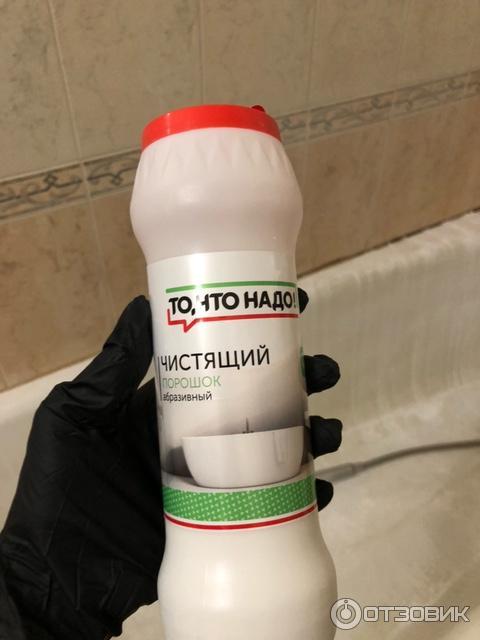 ТО, ЧТО НАДО!
ЧИСТЯЩИЙ
ПОРОШОК
абразивный
ОТЗОВИК